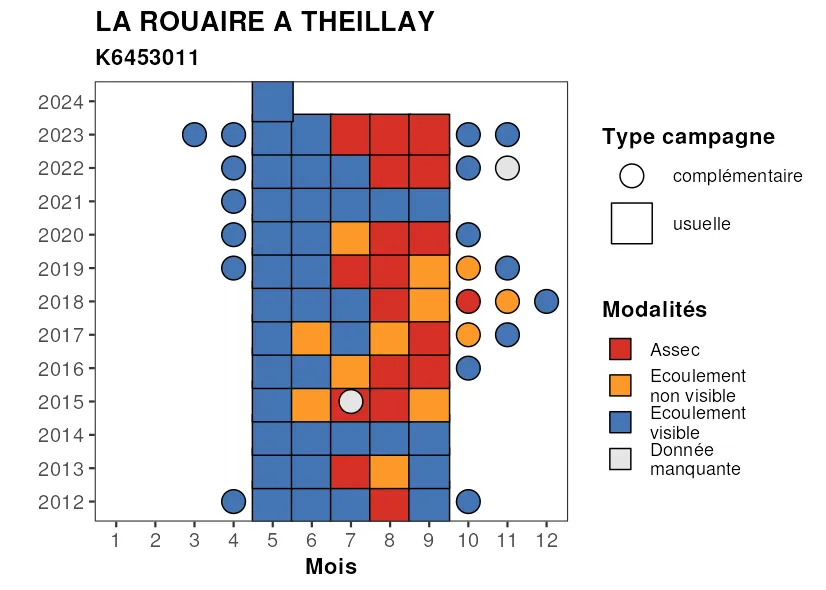 LA ROUAIRE A THEILLAY
K6453011
2024
2023
2022
2021
2020
2019
2018
2017
2016
2015
2014
2013
2012
1 2 3 4 5 6 7 8 9 10 11 12
Mois
Type campagne
complémentaire
usuelle
Modalités
Assec
Ecoulement
non visible
Ecoulement
visible
Donnée
manquante